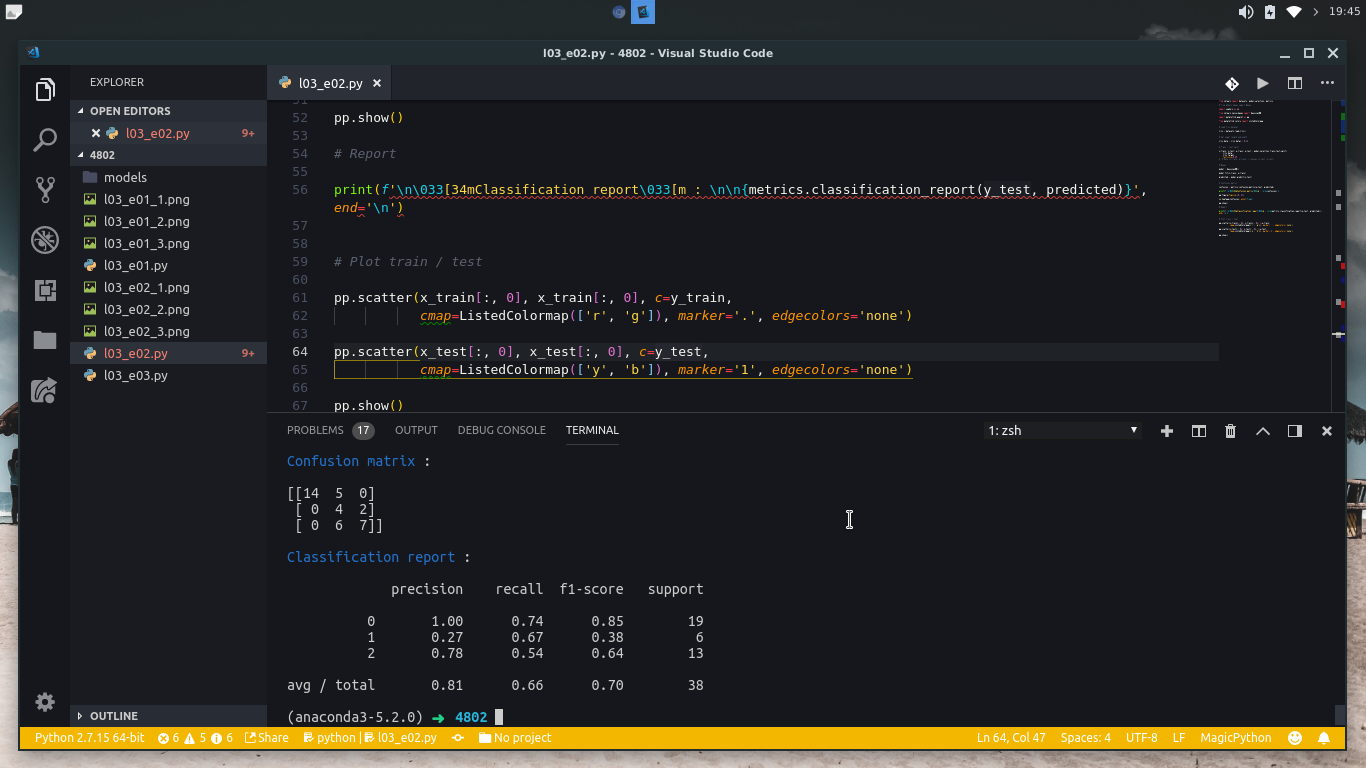 19:45
l03_e02.py - 4802 - Visual Studio Code
EXPLORER
OPEN EDITORS
l03_e02.py 9+
4802
models
l03_e01_1.png
l03_e01_2.png
l03_e01_3.png
l03_e01.py
l03_e02_1.png
l03_e02_2.png
l03_e02_3.png
l03_e02.py 9+
l03_e03.py
OUTLINE
l03_e02.py
51
52 pp.show()
53
54 # Report
55
56 print(f'\n\033[34mClassification report\033[m : \n\n{metrics.classification_report(y_test, predicted)}',
end='\n')
57
58
59 # Plot train / test
60
61 pp.scatter(x_train[:, 0], x_train[:, 0], c=y_train,
62 cmap=ListedColormap(['r', 'g']), marker='.', edgecolors='none')
63
64 pp.scatter(x_test[:, 0], x_test[:, 0], c=y_test,
65 cmap=ListedColormap(['y', 'b']), marker='1', edgecolors='none')
66
67 pp.show()
PROBLEMS 17 OUTPUT DEBUG CONSOLE TERMINAL 1: zsh
Confusion matrix :
[[14 5 0]
[ 0 4 2]
[ 0 6 7]]
Classification report :
precision recall f1-score support
0 1.00 0.74 0.85 19
1 0.27 0.67 0.38 6
2 0.78 0.54 0.64 13
avg / total 0.81 0.66 0.70 38
(anaconda3-5.2.0) ➜ 4802
Python 2.7.15 64-bit 6 5 6 Share python | l03_e02.py No project Ln 64, Col 47 Spaces: 4 UTF-8 LF MagicPython